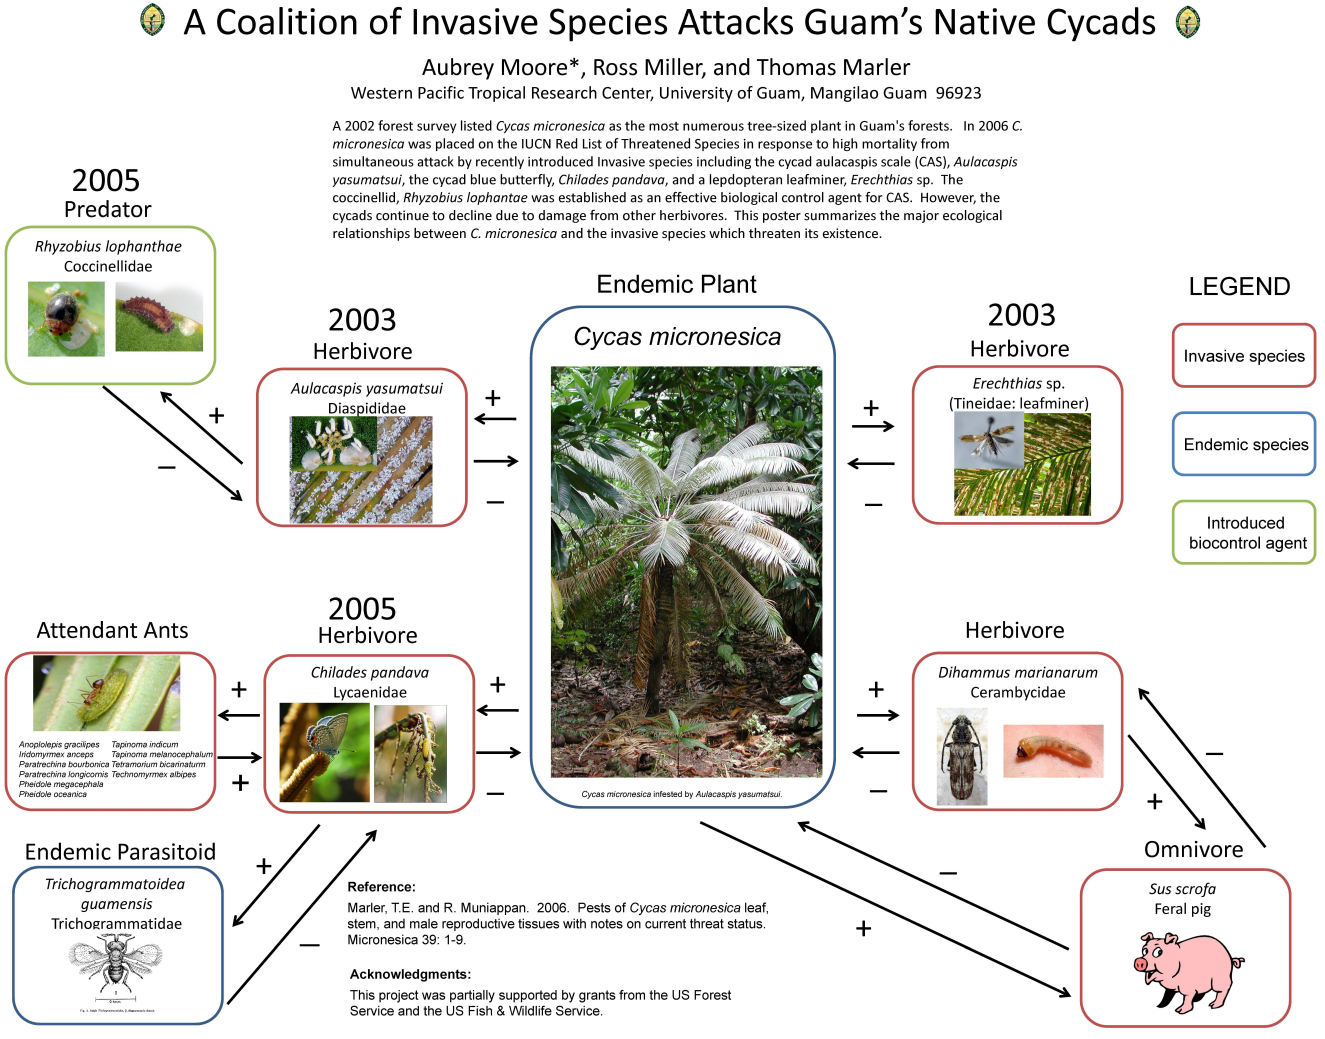 A Coalition of Invasive Species Attacks Guam's Native Cycads
Aubrey Moore*, Ross Miller, and Thomas Marler
Western Pacific Tropical Research Center, University of Guam, Mangilao Guam 96923
A 2002 forest survey listed Cycas micronesica as the most numerous tree-sized plant in Guam's forests. In 2006 C.
micronesica was placed on the IUCN Red List of Threatened Species in response to high mortality from
simultaneous attack by recently introduced Invasive species including the cycad aulacaspis scale (CAS), Aulacaspis
yasumatsui, the cycad blue butterfly, Chilades pandava, and a lepdopteran leafminer, Erechthias sp. The
coccinellid, Rhyzobius lophantae was established as an effective biological control agent for CAS. However, the
cycads continue to decline due to damage from other herbivores. This poster summarizes the major ecological
relationships between C. micronesica and the invasive species which threaten its existence.
2005
Predator
Rhyzobius lophanthae
Coccinellidae
+
–
2003
Herbivore
Aulacaspis yasumatsui
Diaspididae
+
–
Endemic Plant
Cycas micronesica
Cycas micronesica infested by Aulacaspis yasumatsui.
2003
Herbivore
Erechthias sp.
(Tineidae: leafminer)
+
–
LEGEND
Invasive species
Endemic species
Introduced
biocontrol agent
Attendant Ants
Anoplolepis gracilipes Tapinoma indicum
Iridomyrmex anceps Tapinoma melanocephalum
Paratrechina bourbonica Tetramorium bicarinaturm
Paratrechina longicornis Technomyrmex albipes
Pheidole megacephala
Pheidole oceanica
+
+
2005
Herbivore
Chilades pandava
Lycaenidae
+
–
Herbivore
Dihammus marianarum
Cerambycidae
+
–
+
–
Endemic Parasitoid
Trichogrammatoidea
guamensis
Trichogrammatidae
+
–
Reference:
Marler, T.E. and R. Muniappan. 2006. Pests of Cycas micronesica leaf,
stem, and male reproductive tissues with notes on current threat status.
Micronesica 39: 1-9.
Acknowledgments:
This project was partially supported by grants from the US Forest
Service and the US Fish & Wildlife Service.
–
+
Omnivore
Sus scrofa
Feral pig